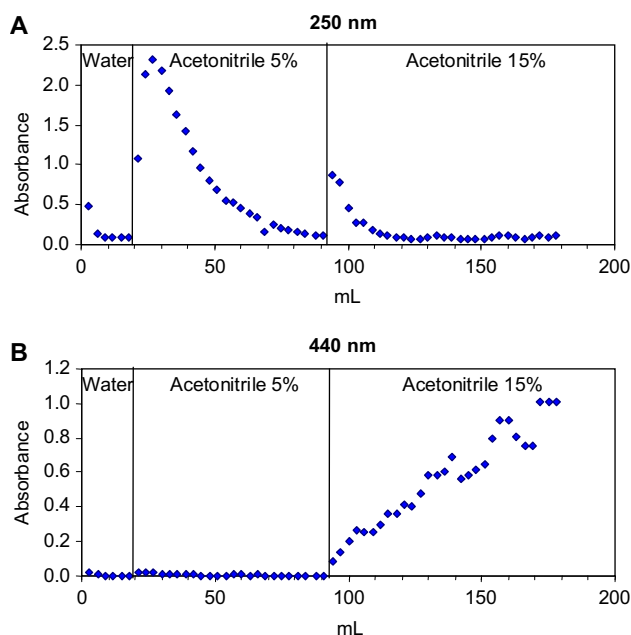 A
250 nm
2.5
Water
Acetonitrile 5%
Acetonitrile 15%
2.0
1.5
1.0
0.5
0.0
Absorbance
0 50 100 150 200
mL
B
440 nm
1.2
Water
Acetonitrile 5%
Acetonitrile 15%
1.0
0.8
0.6
0.4
0.2
0.0
Absorbance
0 50 100 150 200
mL